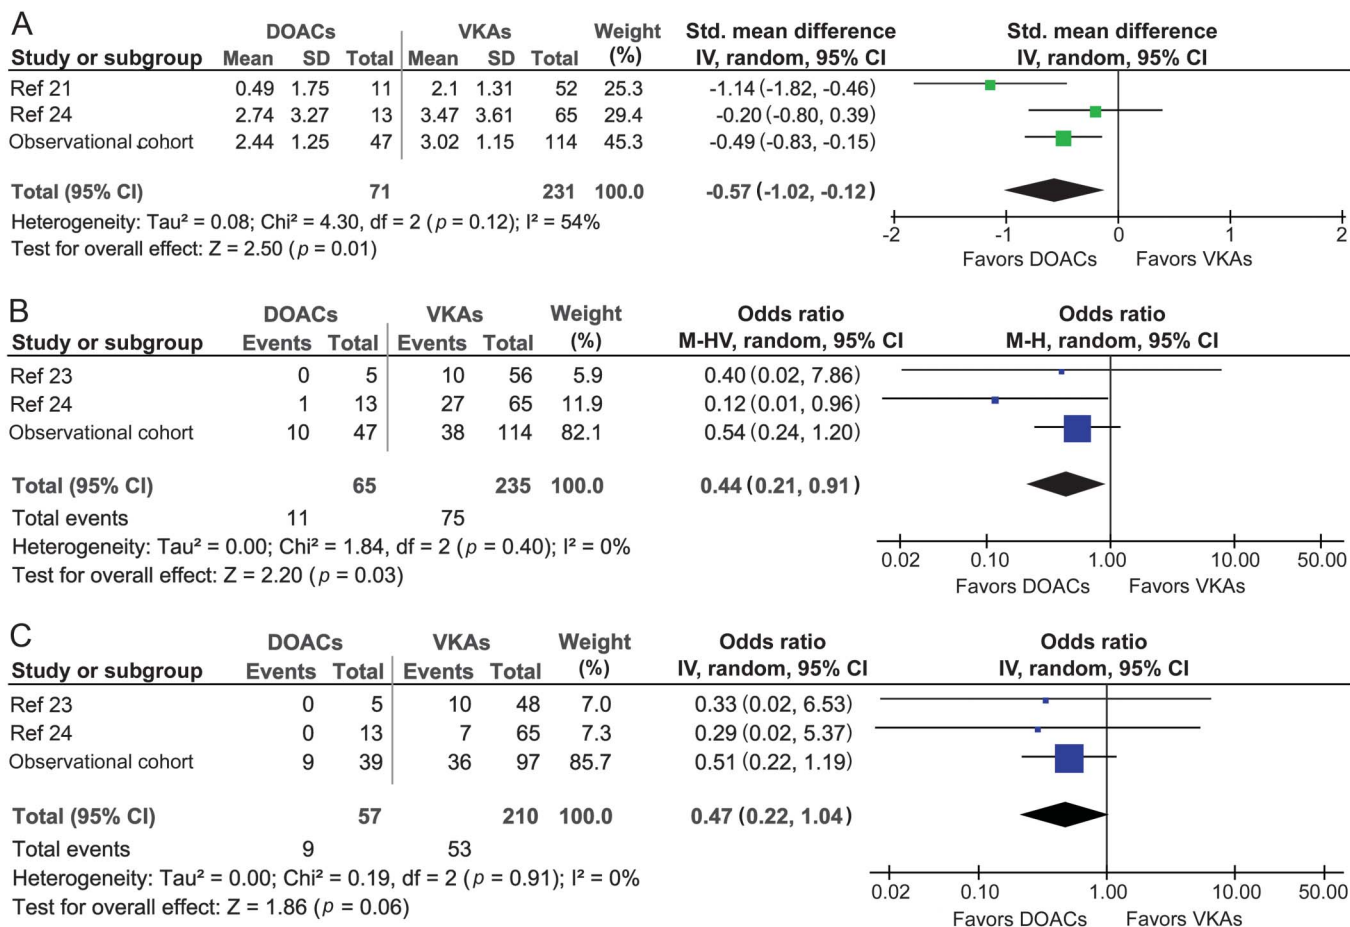 A
DOACs VKAs Weight Std. mean difference Std. mean difference
Study or subgroup Mean SD Total Mean SD Total (%) IV, random, 95% CI IV, random, 95% CI
Ref 21 0.49 1.75 11 2.1 1.31 52 25.3 -1.14 (-1.82, -0.46)
Ref 24 2.74 3.27 13 3.47 3.61 65 29.4 -0.20 (-0.80, 0.39)
Observational cohort 2.44 1.25 47 3.02 1.15 114 45.3 -0.49 (-0.83, -0.15)
Total (95% CI) 71 231 100.0 -0.57 (-1.02, -0.12)
Heterogeneity: Tau² = 0.08; Chi² = 4.30, df = 2 (p = 0.12); I² = 54%
Test for overall effect: Z = 2.50 (p = 0.01)
-2 -1 0 1 2
Favors DOACs Favors VKAs
B
DOACs VKAs Weight Odds ratio Odds ratio
Study or subgroup Events Total Events Total (%) M-HV, random, 95% CI M-H, random, 95% CI
Ref 23 0 5 10 56 5.9 0.40 (0.02, 7.86)
Ref 24 1 13 27 65 11.9 0.12 (0.01, 0.96)
Observational cohort 10 47 38 114 82.1 0.54 (0.24, 1.20)
Total (95% CI) 65 235 100.0 0.44 (0.21, 0.91)
Total events 11 75
Heterogeneity: Tau² = 0.00; Chi² = 1.84, df = 2 (p = 0.40); I² = 0%
Test for overall effect: Z = 2.20 (p = 0.03)
0.02 0.10 1.00 10.00 50.00
Favors DOACs Favors VKAs
C
DOACs VKAs Weight Odds ratio Odds ratio
Study or subgroup Events Total Events Total (%) IV, random, 95% CI IV, random, 95% CI
Ref 23 0 5 10 48 7.0 0.33 (0.02, 6.53)
Ref 24 0 13 7 65 7.3 0.29 (0.02, 5.37)
Observational cohort 9 39 36 97 85.7 0.51 (0.22, 1.19)
Total (95% CI) 57 210 100.0 0.47 (0.22, 1.04)
Total events 9 53
Heterogeneity: Tau² = 0.00; Chi² = 0.19, df = 2 (p = 0.91); I² = 0%
Test for overall effect: Z = 1.86 (p = 0.06)
0.02 0.10 1.00 10.00 50.00
Favors DOACs Favors VKAs